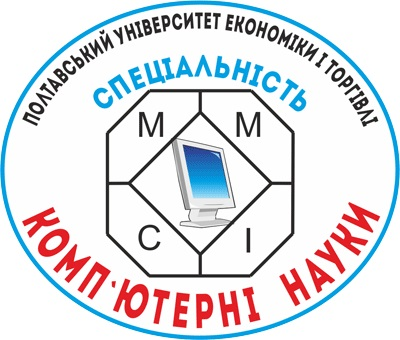 ПОЛТАВСЬКИЙ УНІВЕРСИТЕТ ЕКОНОМІКИ І ТОРГІВЛІ
СПЕЦІАЛЬНІСТЬ
М М
С І
КОМП'ЮТЕРНІ НАУКИ